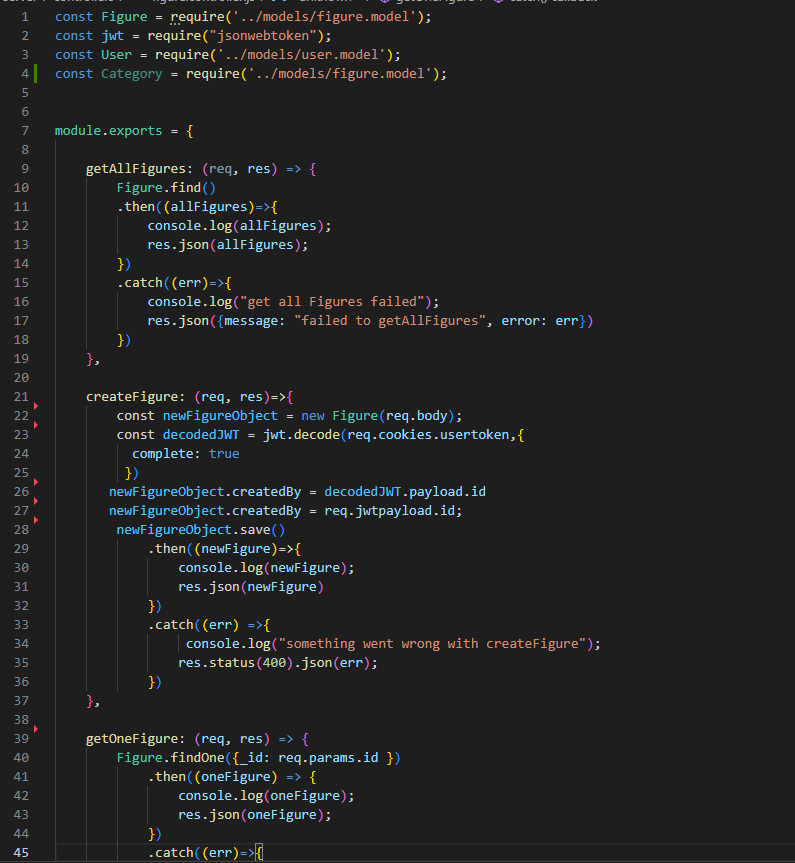 1 const Figure = require('../models/figure.model');
2 const jwt = require("jsonwebtoken");
3 const User = require('../models/user.model');
4 const Category = require('../models/figure.model');
5
6
7 module.exports = {
8
9 getAllFigures: (req, res) => {
10 Figure.find()
11 .then((allFigures)=>{
12 console.log(allFigures);
13 res.json(allFigures);
14 })
15 .catch((err)=>{
16 console.log("get all Figures failed");
17 res.json({message: "failed to getAllFigures", error: err})
18 })
19 },
20
21 createFigure: (req, res)=>{
22 const newFigureObject = new Figure(req.body);
23 const decodedJWT = jwt.decode(req.cookies.usertoken,{
24 complete: true
25 })
26 newFigureObject.createdBy = decodedJWT.payload.id
27 newFigureObject.createdBy = req.jwtpayload.id;
28 newFigureObject.save()
29 .then((newFigure)=>{
30 console.log(newFigure);
31 res.json(newFigure)
32 })
33 .catch((err) =>{
34 console.log("something went wrong with createFigure");
35 res.status(400).json(err);
36 })
37 },
38
39 getOneFigure: (req, res) => {
40 Figure.findOne({_id: req.params.id })
41 .then((oneFigure) => {
42 console.log(oneFigure);
43 res.json(oneFigure);
44 })
45 .catch((err)=>{